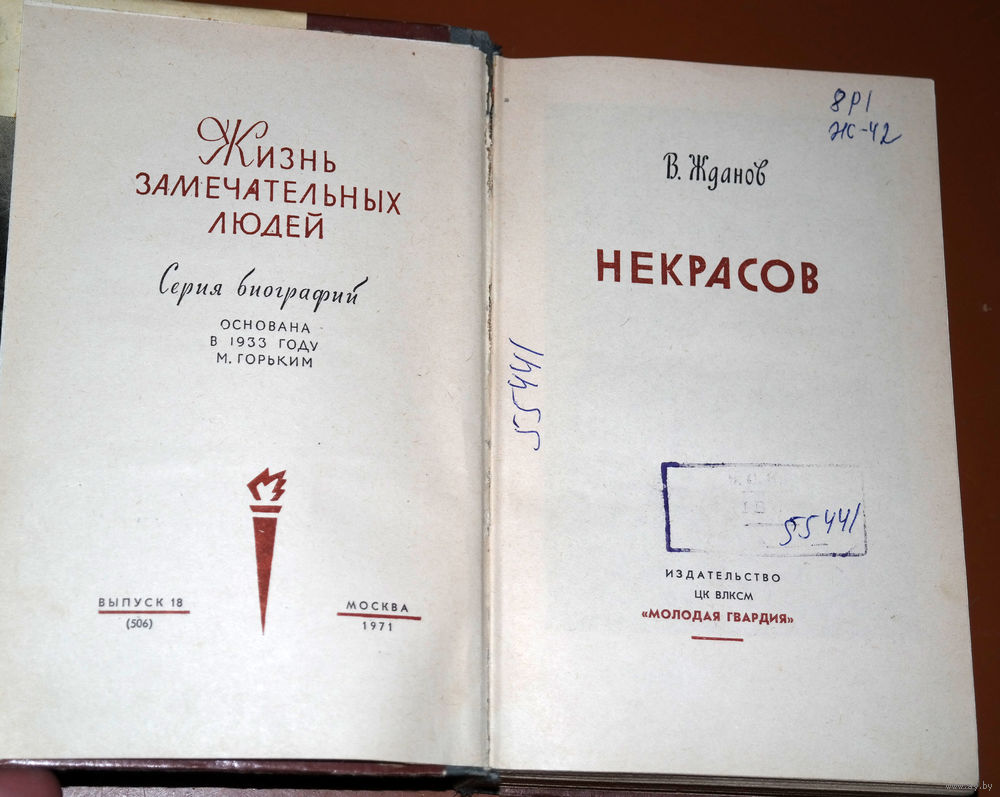 Жизнь
ЗАМЕЧАТЕЛЬНЫХ
ЛЮДЕЙ
Серия биографий
ОСНОВАНА
В 1933 ГОДУ
М. ГОРЬКИМ
ВЫПУСК 18
(506)
МОСКВА
1971
8Р1
Ж-42
В. Жданов
НЕКРАСОВ
55441
55441
ИЗДАТЕЛЬСТВО
ЦК ВЛКСМ
«МОЛОДАЯ ГВАРДИЯ»